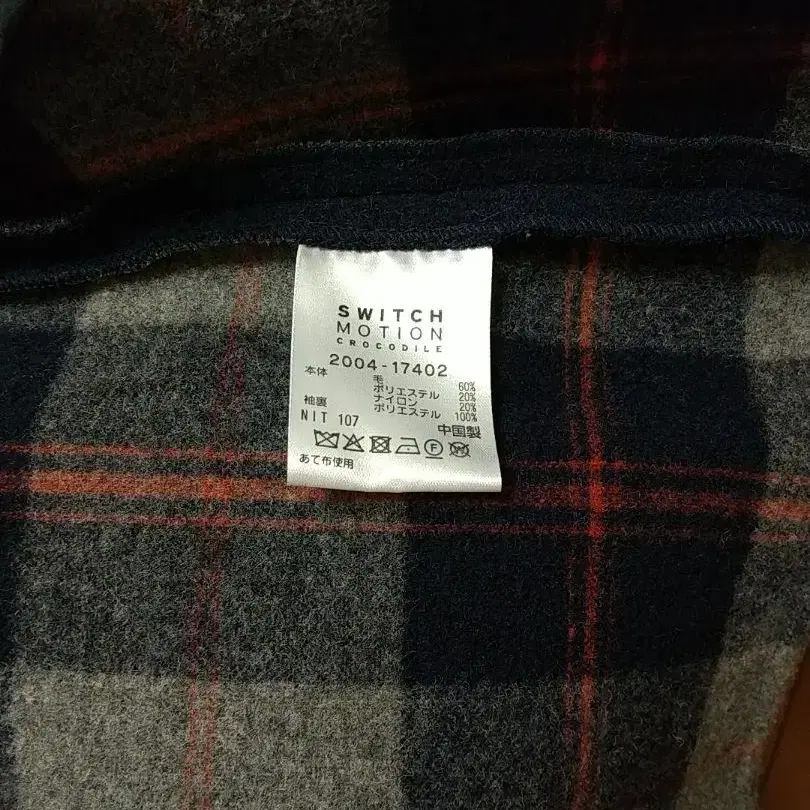 SWITCH
MOTION
CROCODILE
2004-17402
本体 毛 60%
ポリエステル 20%
ナイロン 20%
袖裏 ポリエステル 100%
NIT 107 中国製
F W
あて布使用